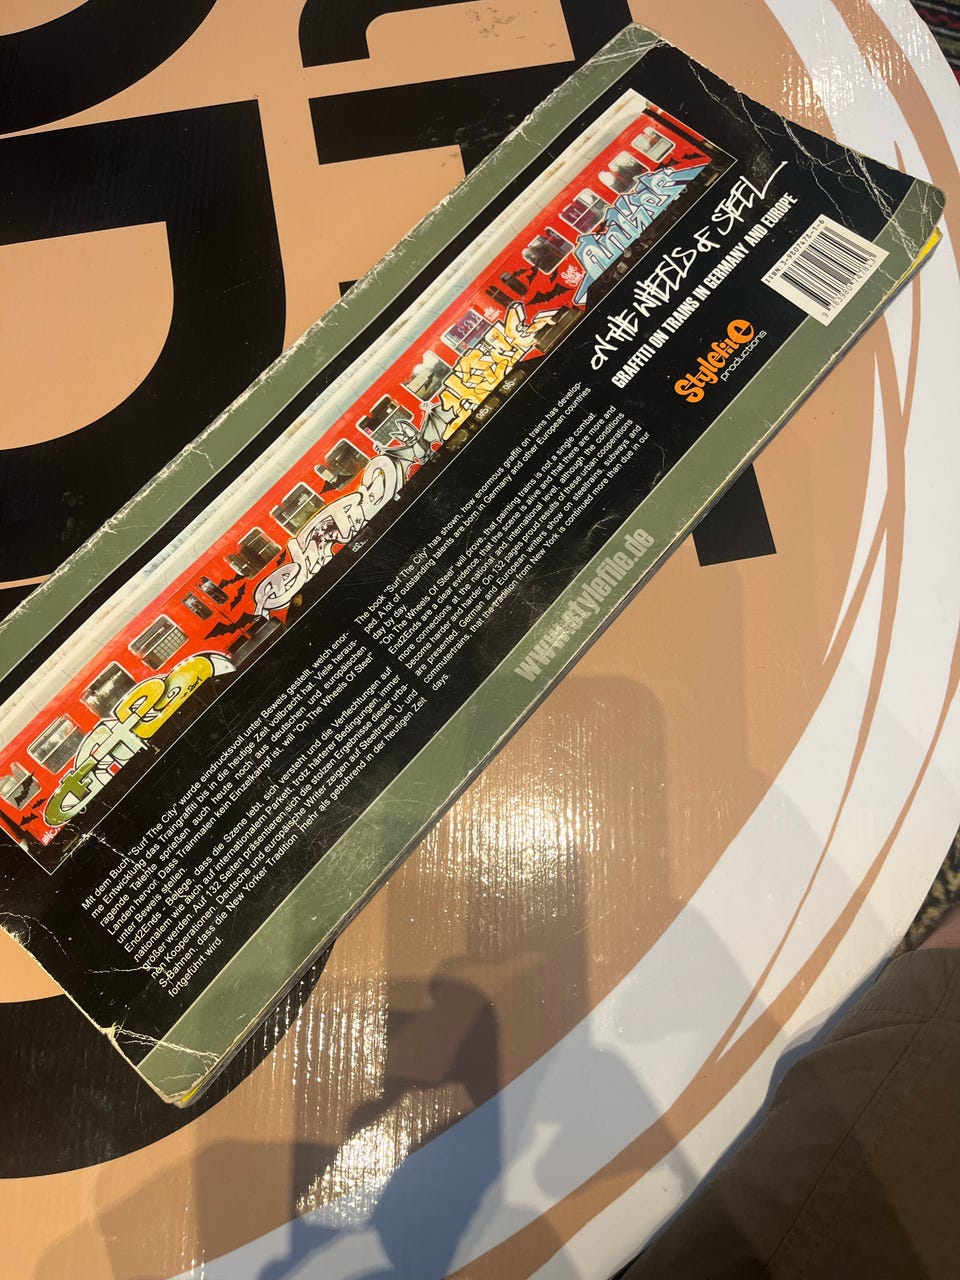 ON THE WHEELS OF STEEL
GRAFFITI ON TRAINS IN GERMANY AND EUROPE
ISBN: 3-9807478-1-6
Stylefile
productions
Mit dem Buch "Surf The City" wurde eindrucksvoll unter Beweis gestellt, welch enor-
me Entwicklung das Traingraffiti bis in die heutige Zeit vollbracht hat. Viele heraus-
ragende Talente sprießen auch heute noch aus deutschen und europäischen
Landen hervor. Dass Trainmalen kein Einzelkampf ist, will "On The Wheels Of Steel"
unter Beweis stellen.
End2Ends - Belege, dass die Szene lebt, sich versteht und die Verflechtungen auf
nationalem wie auch auf internationalem Parkett, trotz härterer Bedingungen immer
größer werden. Auf 132 Seiten präsentieren sich die stolzen Ergebnisse dieser urba-
nen Kooperationen. Deutsche und europäische Writer zeigen auf Steeltrains, U- und
S-Bahnen, dass die New Yorker Tradition mehr als gebührend in der heutigen Zeit
fortgeführt wird.
The book "Surf The City" has shown, how enormous graffiti on trains has develop-
ped. A lot of outstanding talents are born in Germany and other European countries
day by day.
"On The Wheels Of Steel" will prove, that painting trains is not a single combat.
End2Ends are a clear evidence, that the scene is alive and that there are more and
more connections at the national and international level, although the conditions
become harder and harder. On 132 pages proud results of these urban cooperations
are presented. German and European writers show on steeltrains, subways and
commutertrains, that the tradition from New York is continued more than due in our
days.
www.stylefile.de